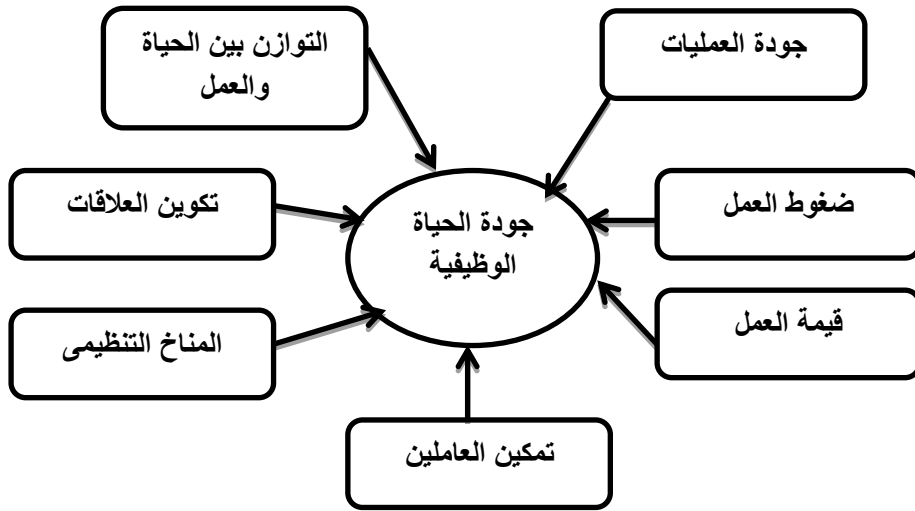 جودة العمليات
التوازن بين الحياة
والعمل
ضغوط العمل
تكوين العلاقات
جودة الحياة
الوظيفية
قيمة العمل
المناخ التنظيمى
تمكين العاملين